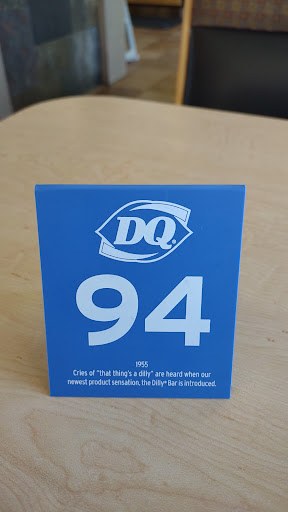 DQ®
94
1955
Cries of "that thing's a dilly" are heard when our
newest product sensation, the Dilly® Bar is introduced.